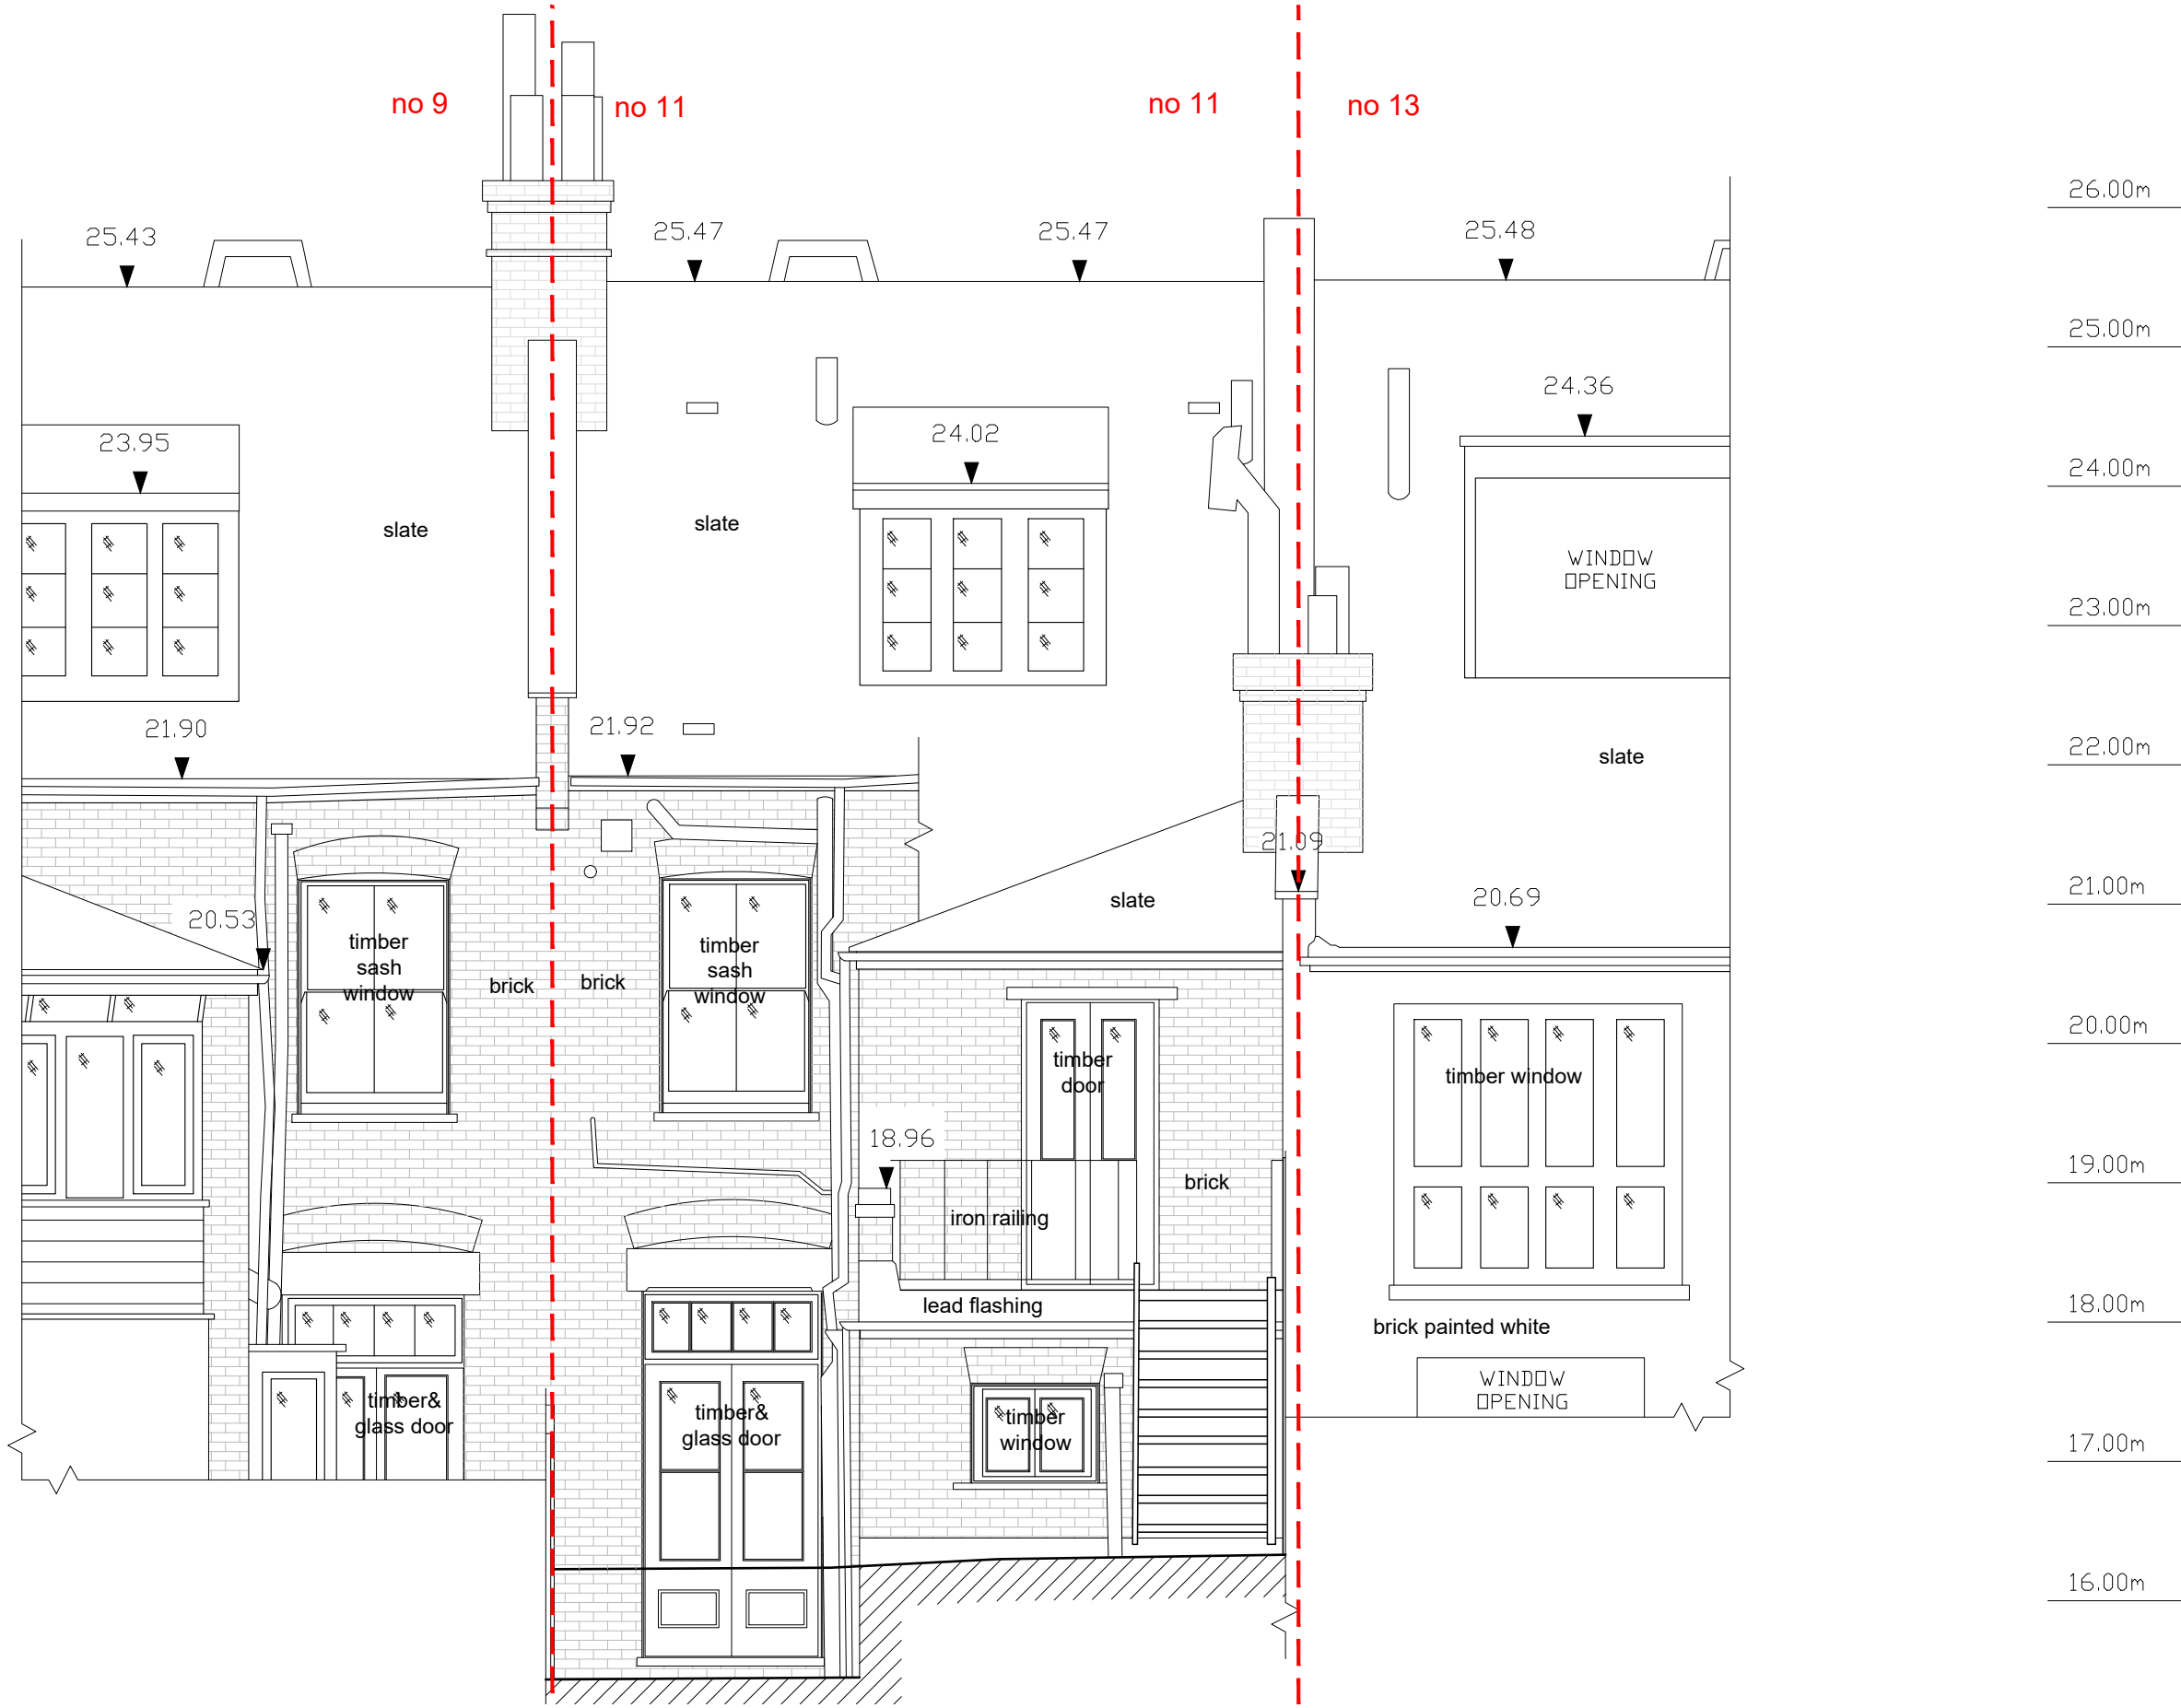 no 9
no 11
no 11
no 13
26.00m
25.43
25.47
25.47
25.48
25.00m
24.36
23.95
24.02
24.00m
slate
slate
WINDOW
OPENING
23.00m
21.90
21.92
slate
22.00m
21.09
20.53
slate
20.69
21.00m
timber
sash
window
brick
brick
timber
sash
window
20.00m
timber
door
timber window
18.96
19.00m
brick
iron railing
lead flashing
18.00m
brick painted white
WINDOW
OPENING
timber&
glass door
timber&
glass door
timber
window
17.00m
16.00m